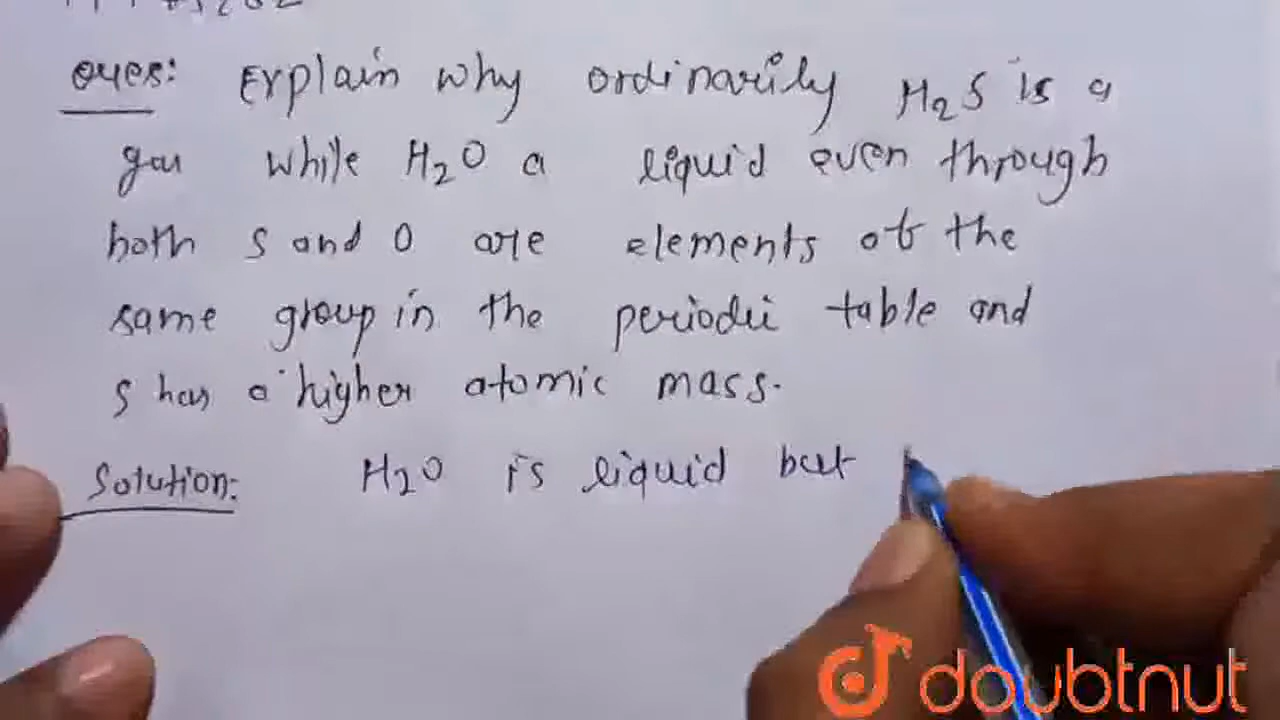 Ques: Explain why ordinarily H2S is a
gas while H2O a liquid even through
both S and O are elements of the
same group in the periodic table and
S has a higher atomic mass.
Solution: H2O is liquid but
doubtnut